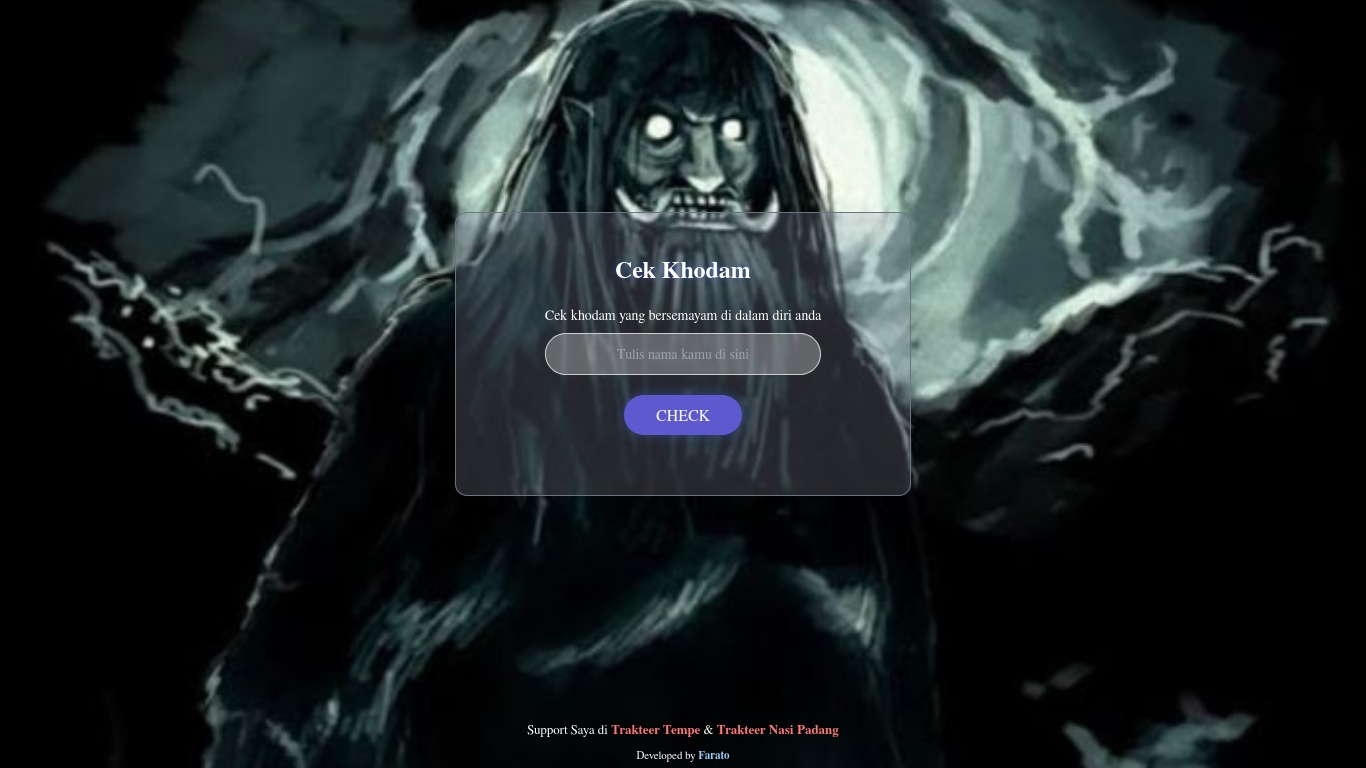 Cek Khodam
Cek khodam yang bersemayam di dalam diri anda
Tulis nama kamu di sini
CHECK
Support Saya di Trakteer Tempe & Trakteer Nasi Padang
Developed by Farato